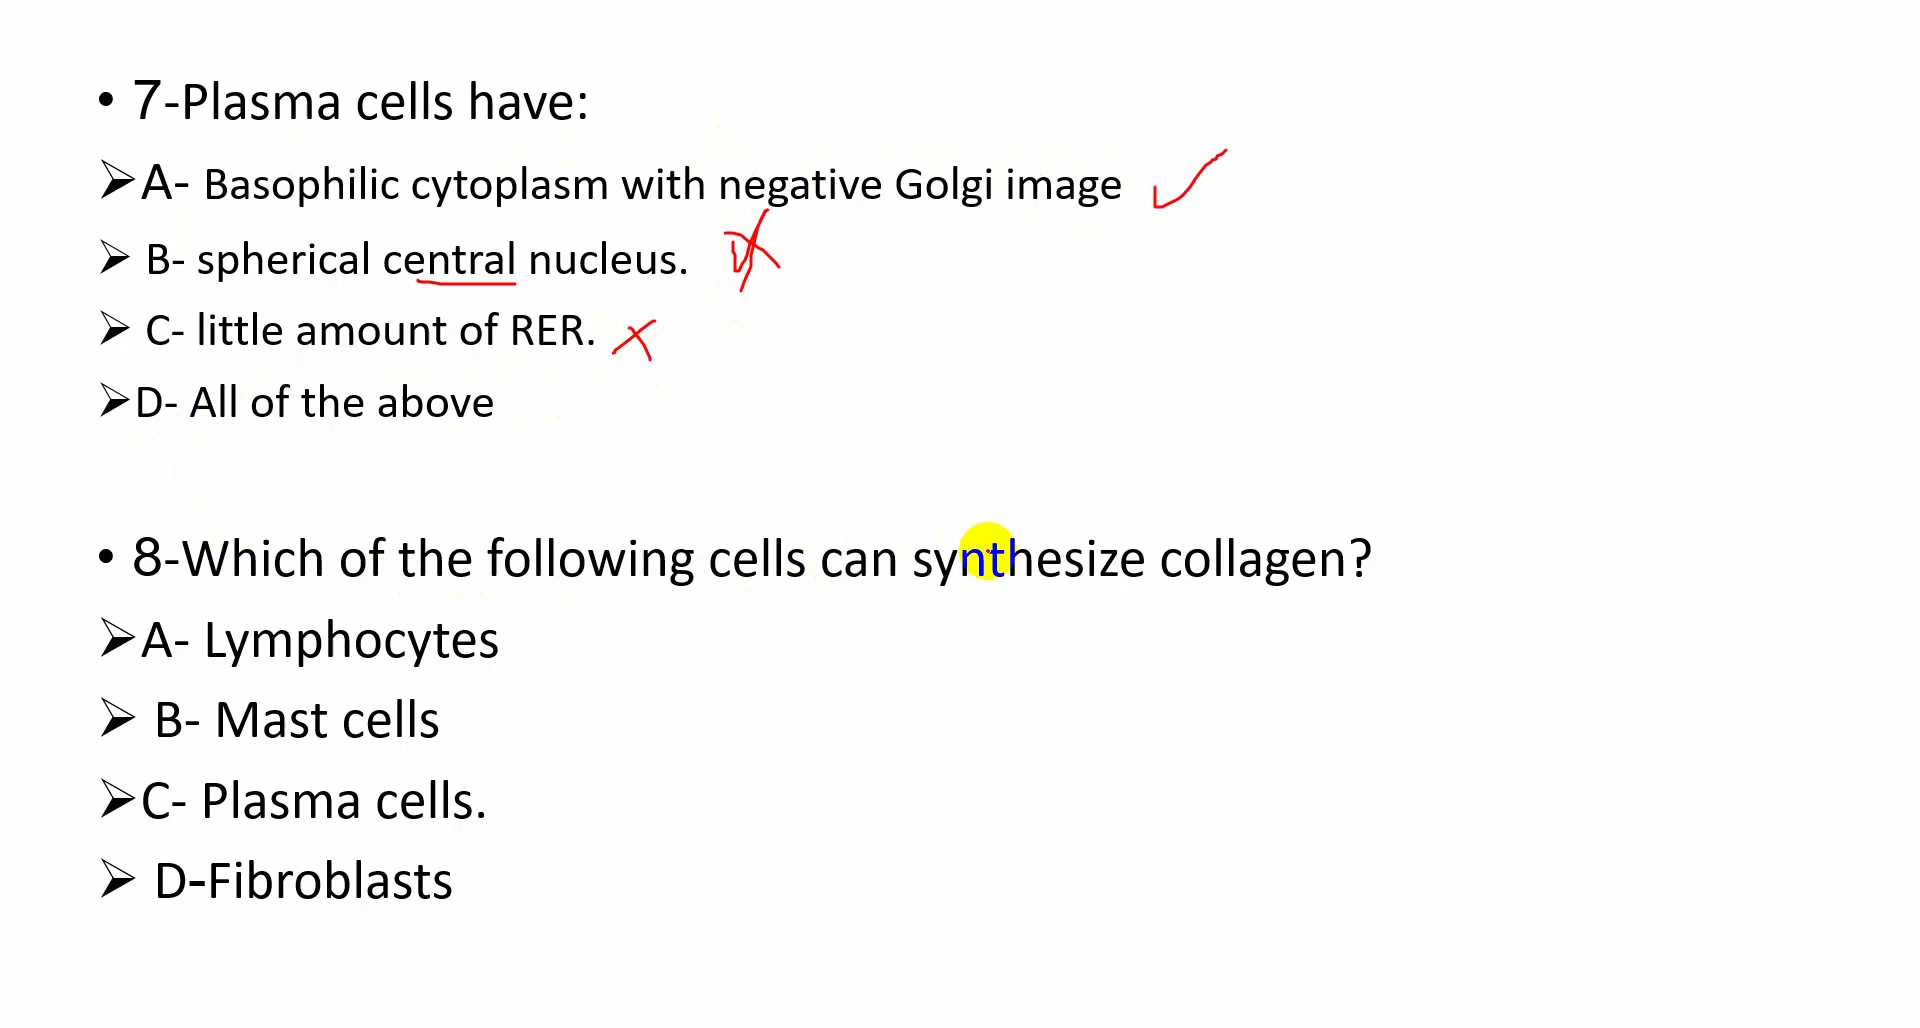 • 7-Plasma cells have:
➢A- Basophilic cytoplasm with negative Golgi image
➢ B- spherical central nucleus.
➢ C- little amount of RER.
➢D- All of the above
• 8-Which of the following cells can synthesize collagen?
➢A- Lymphocytes
➢ B- Mast cells
➢C- Plasma cells.
➢ D-Fibroblasts